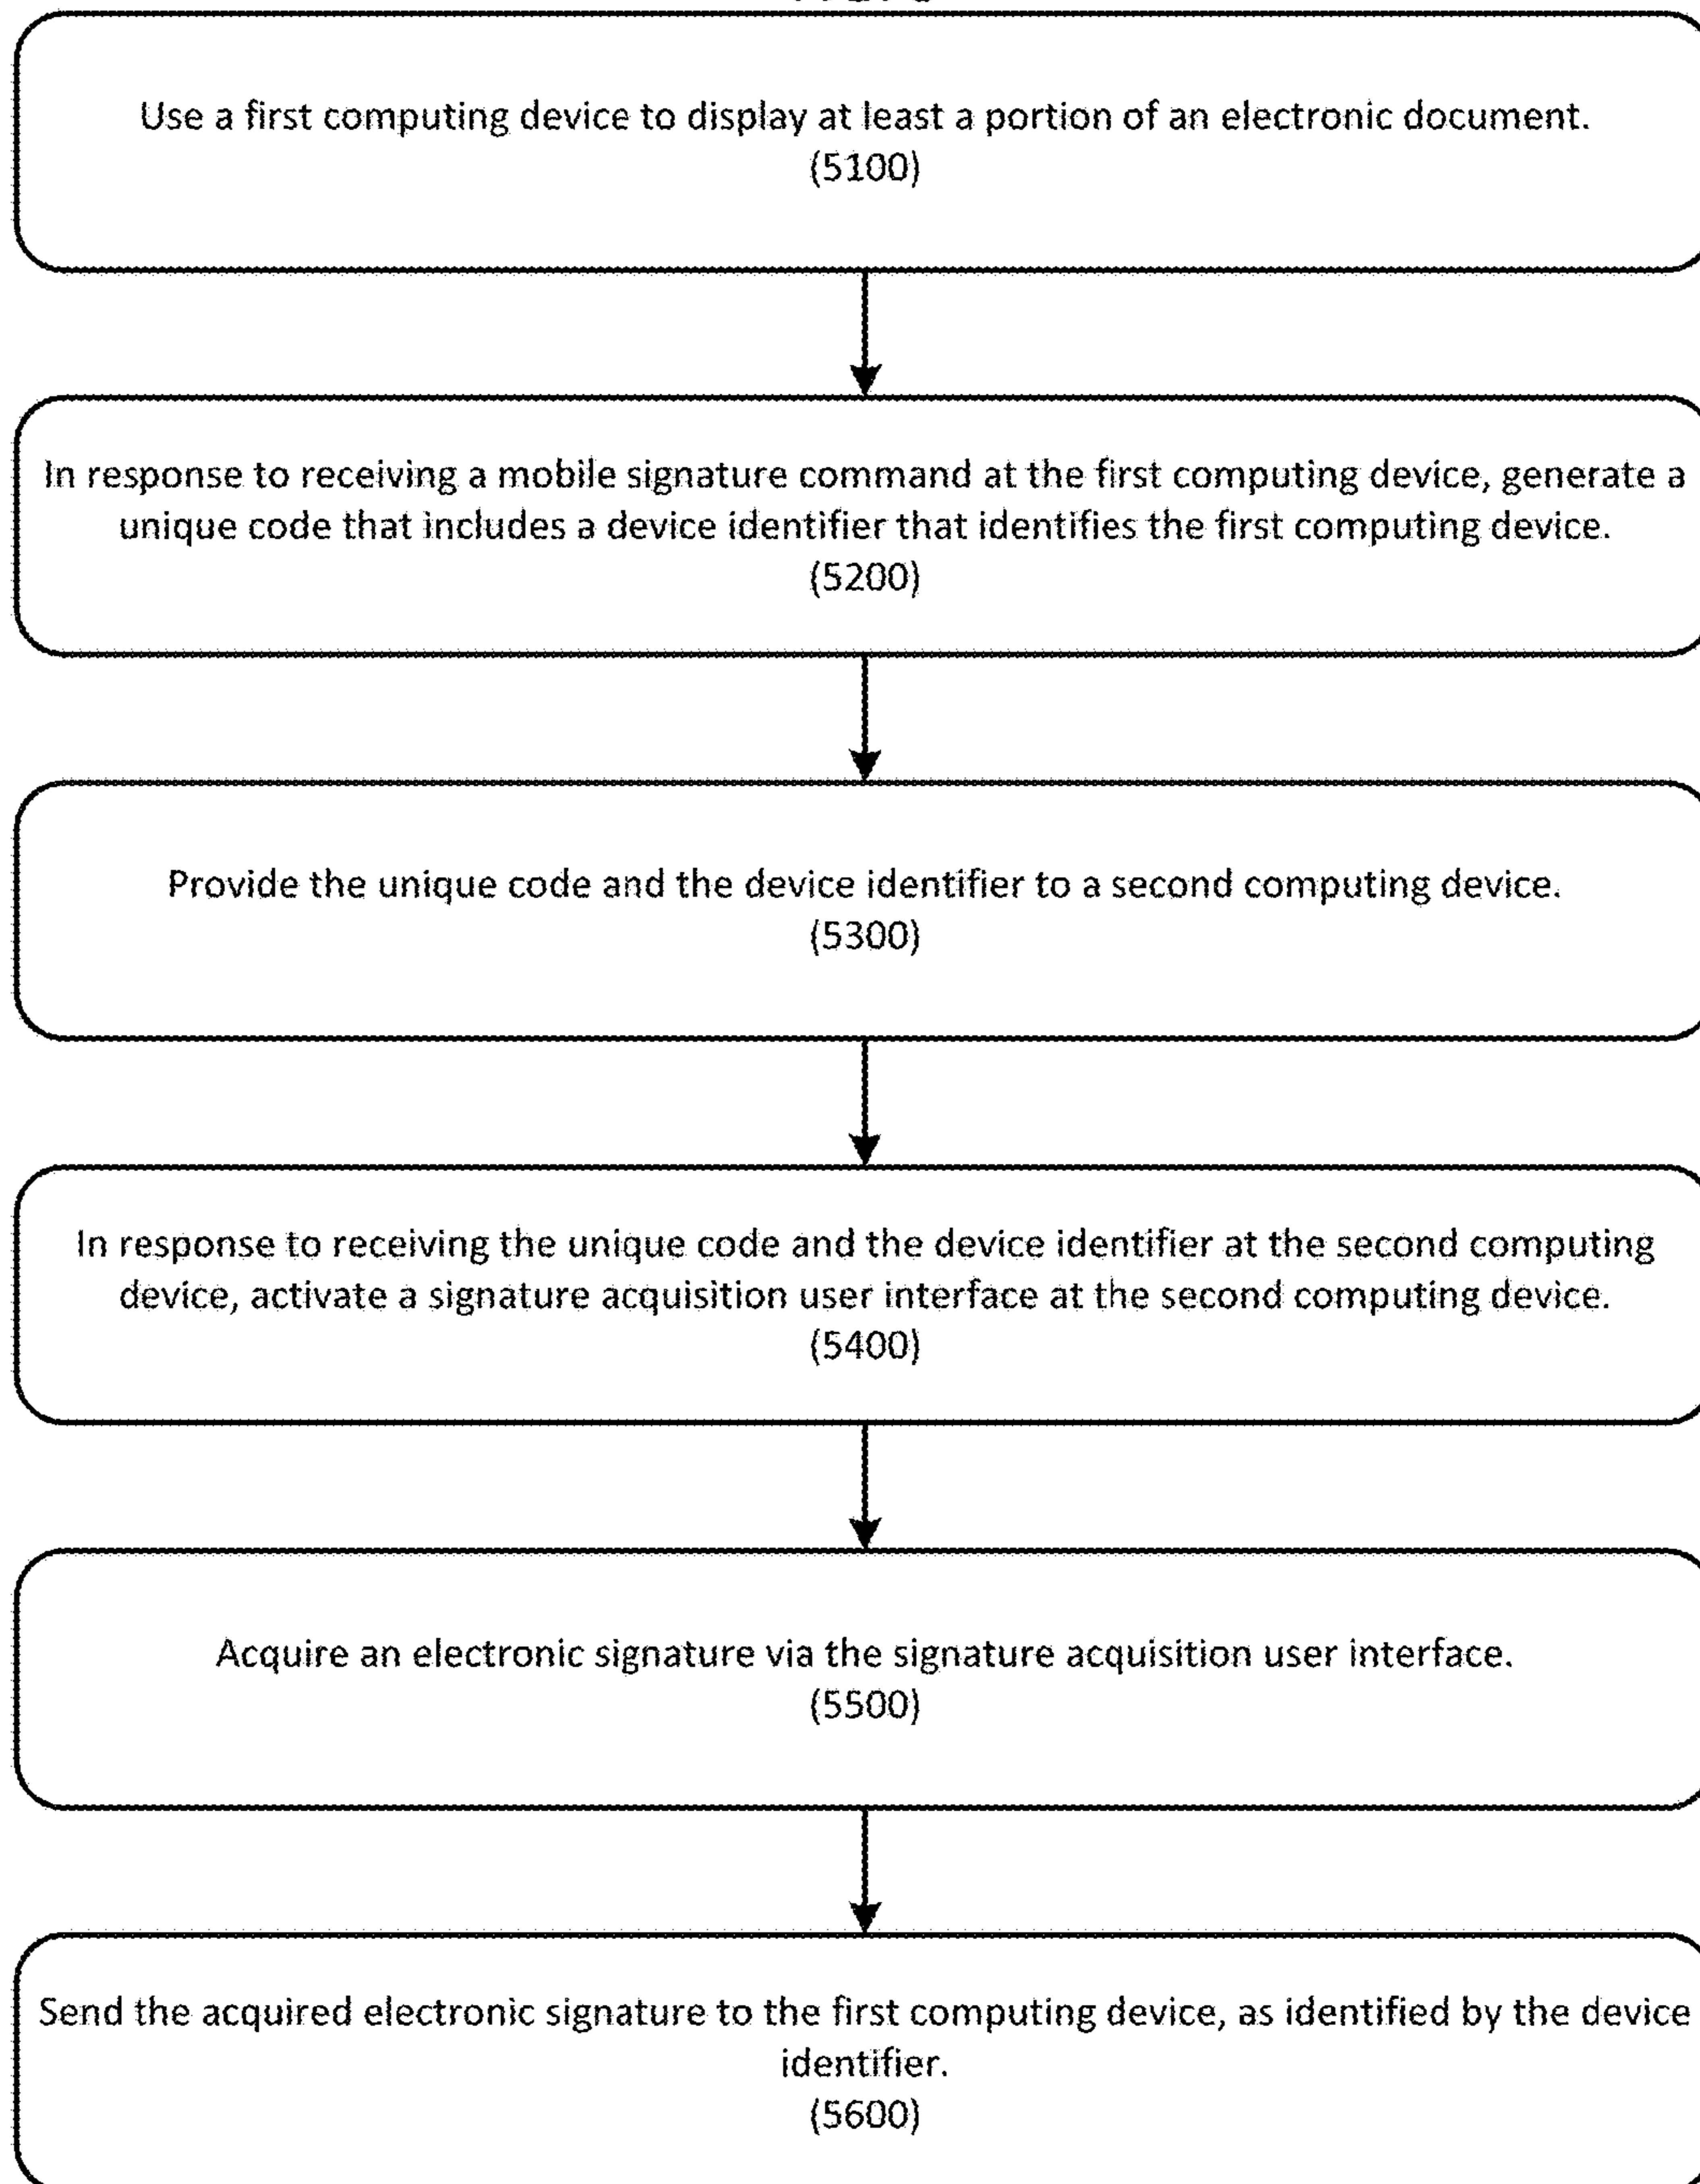 Use a first computing device to display at least a portion of an electronic document.
(5100)
In response to receiving a mobile signature command at the first computing device, generate a
unique code that includes a device identifier that identifies the first computing device.
(5200)
Provide the unique code and the device identifier to a second computing device.
(5300)
In response to receiving the unique code and the device identifier at the second computing
device, activate a signature acquisition user interface at the second computing device.
(5400)
Acquire an electronic signature via the signature acquisition user interface.
(5500)
Send the acquired electronic signature to the first computing device, as identified by the device
identifier.
(5600)